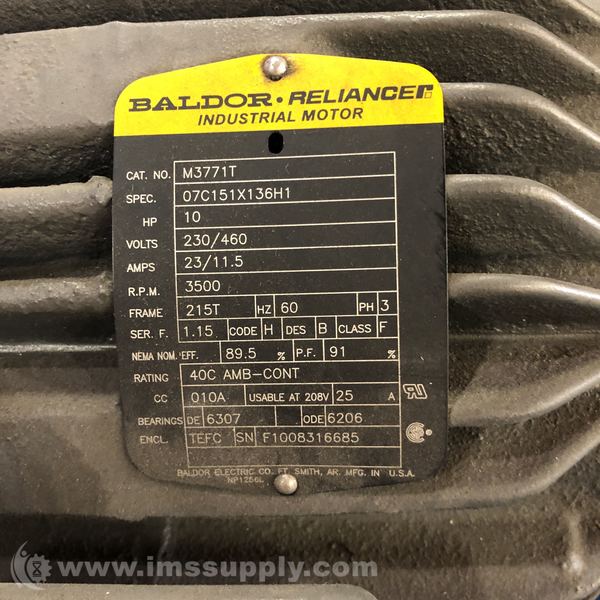 BALDOR • RELIANCER
INDUSTRIAL MOTOR
CAT. NO. M3771T
SPEC. 07C151X136H1
HP 10
VOLTS 230/460
AMPS 23/11.5
R.P.M. 3500
FRAME 215T HZ 60 PH 3
SER. F. 1.15 CODE H DES B CLASS F
NEMA NOM. EFF. 89.5 % P.F. 91 %
RATING 40C AMB-CONT
CC 010A USABLE AT 208V 25 A
BEARINGS DE 6307 ODE 6206
ENCL. TEFC SN F1008316685
BALDOR ELECTRIC CO. FT. SMITH, AR. MFG. IN U.S.A.
NP1256L
www.imssupply.com